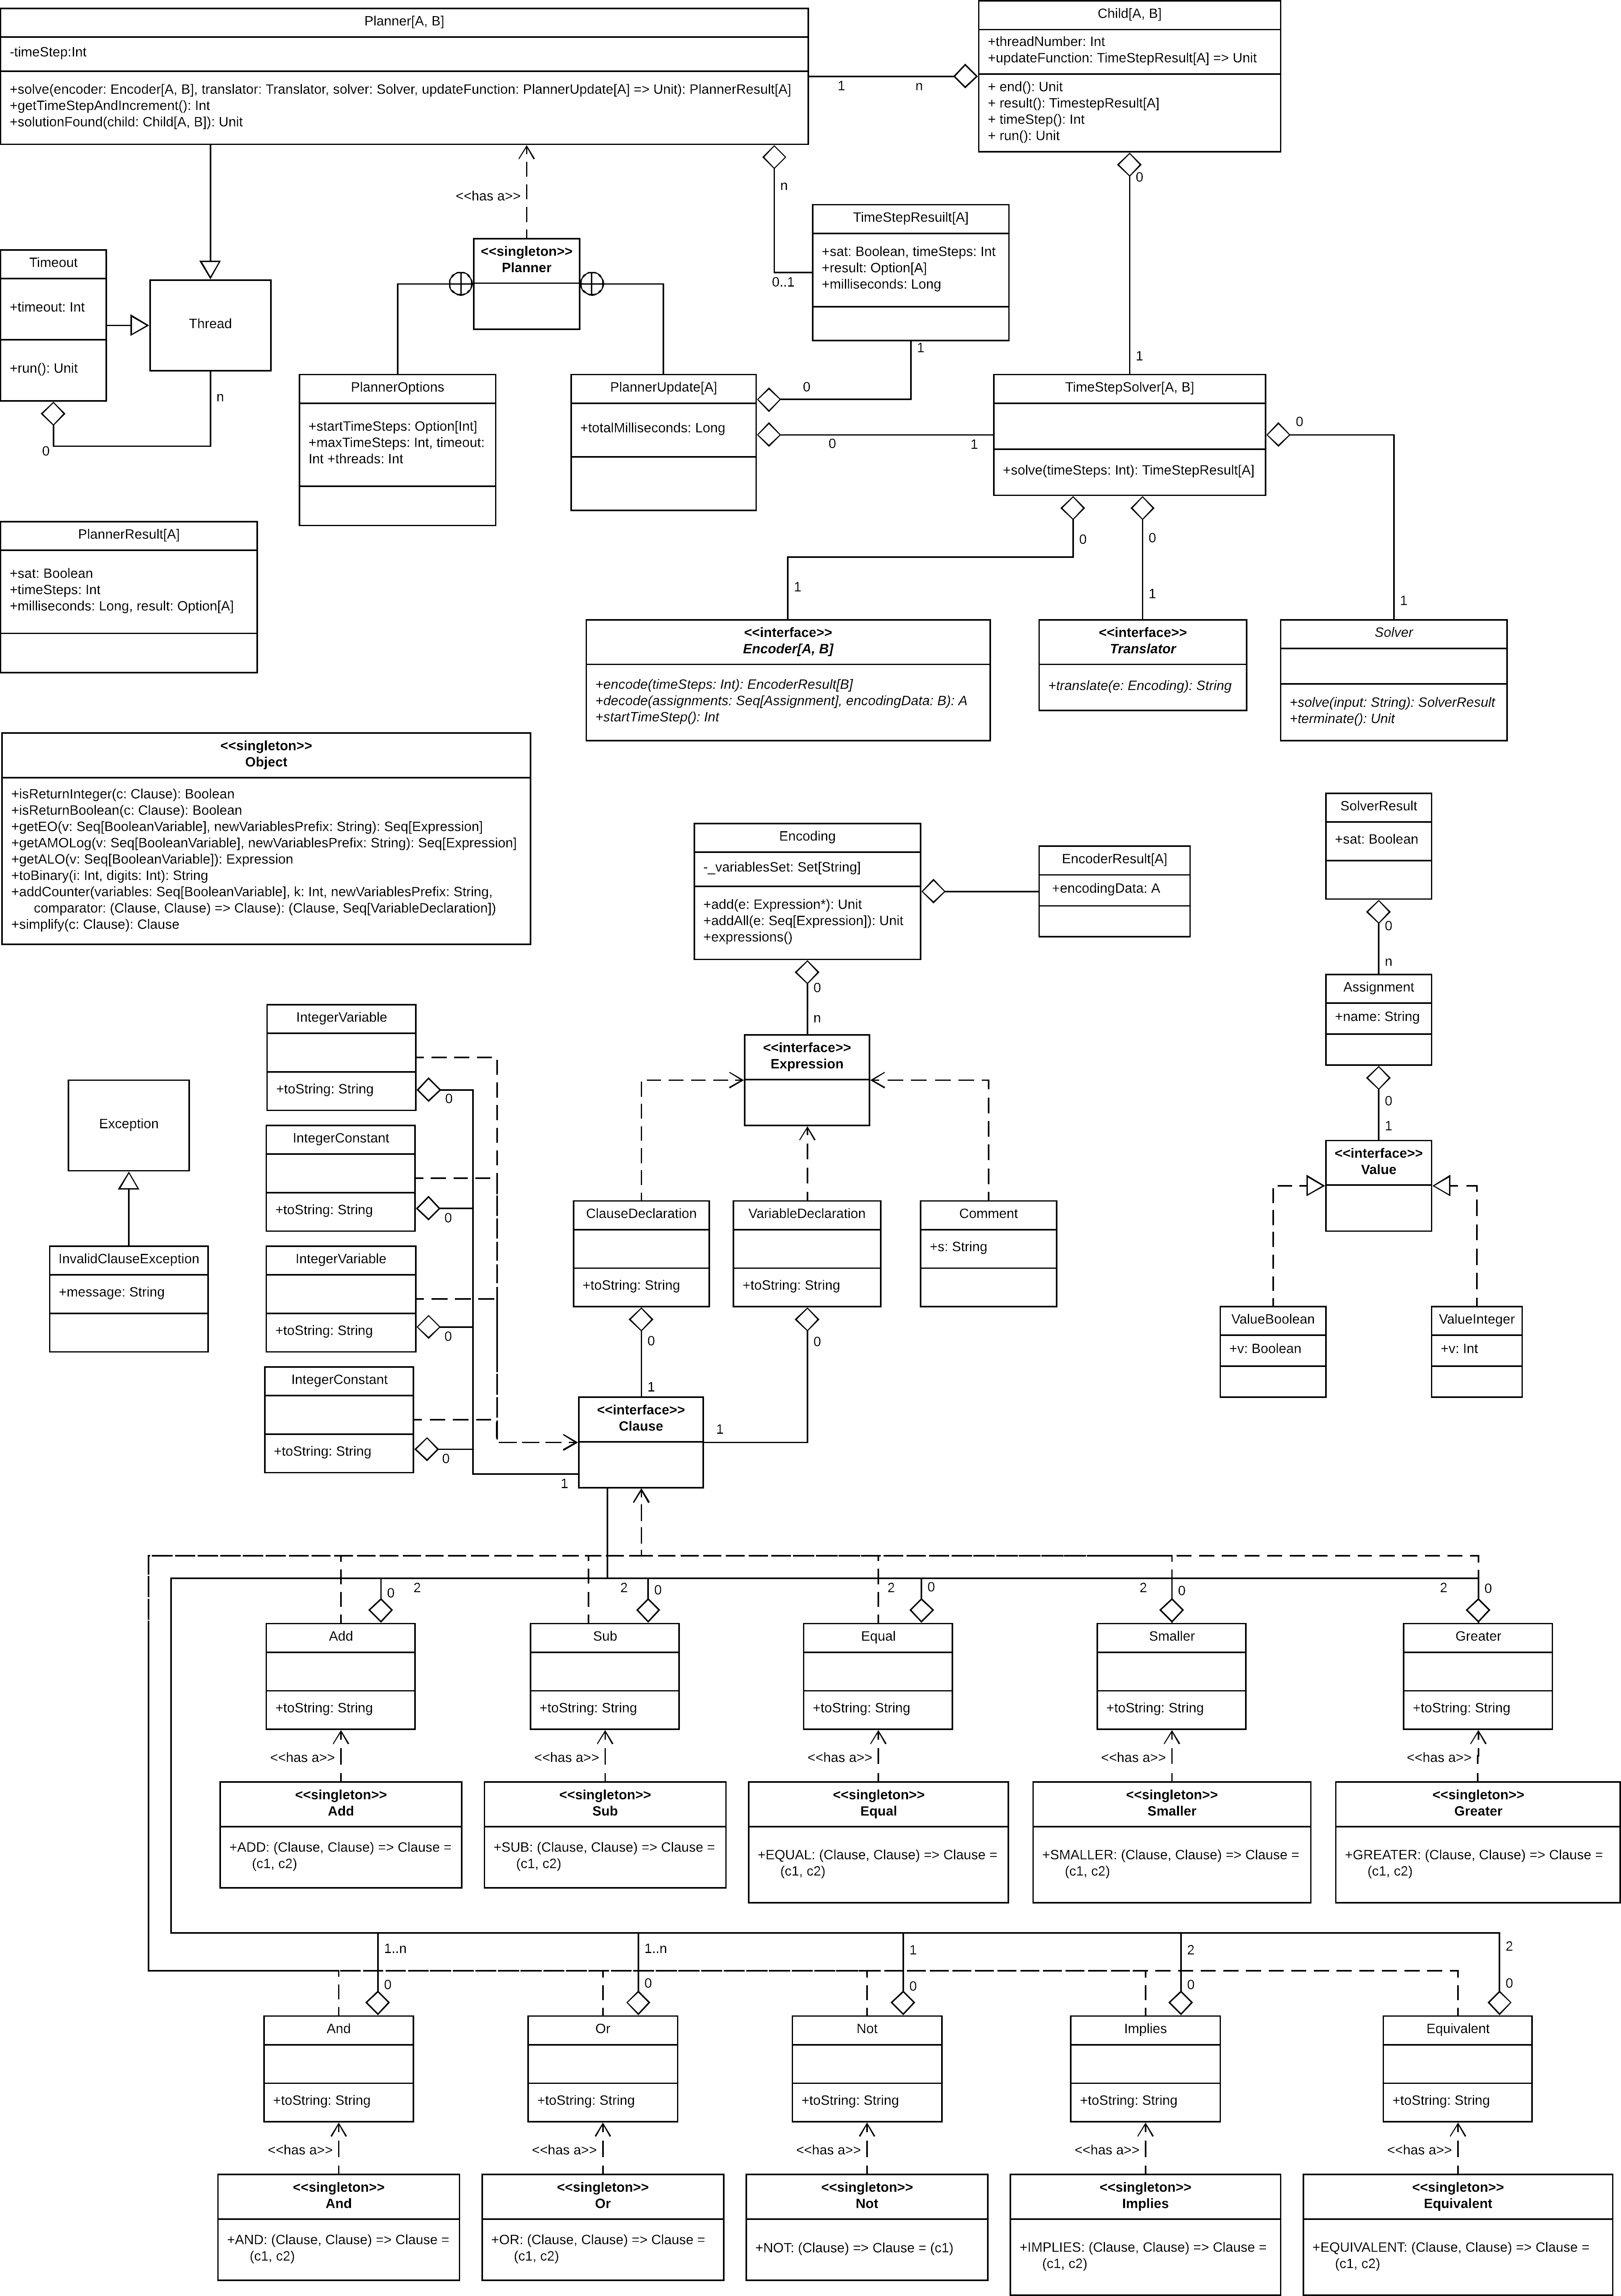 Planner[A, B]
-timeStep:Int
+solve(encoder: Encoder[A, B], translator: Translator, solver: Solver, updateFunction: PlannerUpdate[A] => Unit): PlannerResult[A]
+getTimeStepAndIncrement(): Int
+solutionFound(child: Child[A, B]): Unit
1
n
Child[A, B]
+threadNumber: Int
+updateFunction: TimeStepResult[A] => Unit
+ end(): Unit
+ result(): TimestepResult[A]
+ timeStep(): Int
+ run(): Unit
0
1
<<has a>>
n
0..1
TimeStepResuilt[A]
+sat: Boolean, timeSteps: Int
+result: Option[A]
+milliseconds: Long
1
0
Timeout
+timeout: Int
+run(): Unit
0
n
Thread
<<singleton>>
Planner
PlannerOptions
+startTimeSteps: Option[Int]
+maxTimeSteps: Int, timeout:
Int +threads: Int
PlannerUpdate[A]
+totalMilliseconds: Long
0
1
TimeStepSolver[A, B]
+solve(timeSteps: Int): TimeStepResult[A]
0
1
0
1
0
1
PlannerResult[A]
+sat: Boolean
+timeSteps: Int
+milliseconds: Long, result: Option[A]
<<interface>>
Encoder[A, B]
+encode(timeSteps: Int): EncoderResult[B]
+decode(assignments: Seq[Assignment], encodingData: B): A
+startTimeStep(): Int
<<interface>>
Translator
+translate(e: Encoding): String
Solver
+solve(input: String): SolverResult
+terminate(): Unit
<<singleton>>
Object
+isReturnInteger(c: Clause): Boolean
+isReturnBoolean(c: Clause): Boolean
+getEO(v: Seq[BooleanVariable], newVariablesPrefix: String): Seq[Expression]
+getAMOLog(v: Seq[BooleanVariable], newVariablesPrefix: String): Seq[Expression]
+getALO(v: Seq[BooleanVariable]): Expression
+toBinary(i: Int, digits: Int): String
+addCounter(variables: Seq[BooleanVariable], k: Int, newVariablesPrefix: String,
comparator: (Clause, Clause) => Clause): (Clause, Seq[VariableDeclaration])
+simplify(c: Clause): Clause
Encoding
-_variablesSet: Set[String]
+add(e: Expression*): Unit
+addAll(e: Seq[Expression]): Unit
+expressions()
0
n
EncoderResult[A]
+encodingData: A
SolverResult
+sat: Boolean
0
n
Assignment
+name: String
0
1
<<interface>>
Value
ValueBoolean
+v: Boolean
ValueInteger
+v: Int
Exception
InvalidClauseException
+message: String
IntegerVariable
+toString: String
0
IntegerConstant
+toString: String
0
IntegerVariable
+toString: String
0
IntegerConstant
+toString: String
0
<<interface>>
Expression
ClauseDeclaration
+toString: String
0
1
VariableDeclaration
+toString: String
0
1
Comment
+s: String
<<interface>>
Clause
1
0
2
2
0
2
0
2
0
2
0
Add
+toString: String
Sub
+toString: String
Equal
+toString: String
Smaller
+toString: String
Greater
+toString: String
<<has a>>
<<has a>>
<<has a>>
<<has a>>
<<has a>>
<<singleton>>
Add
+ADD: (Clause, Clause) => Clause =
(c1, c2)
<<singleton>>
Sub
+SUB: (Clause, Clause) => Clause =
(c1, c2)
<<singleton>>
Equal
+EQUAL: (Clause, Clause) => Clause =
(c1, c2)
<<singleton>>
Smaller
+SMALLER: (Clause, Clause) => Clause =
(c1, c2)
<<singleton>>
Greater
+GREATER: (Clause, Clause) => Clause =
(c1, c2)
1..n
0
1..n
0
1
0
2
0
2
0
And
+toString: String
Or
+toString: String
Not
+toString: String
Implies
+toString: String
Equivalent
+toString: String
<<has a>>
<<has a>>
<<has a>>
<<has a>>
<<has a>>
<<singleton>>
And
+AND: (Clause, Clause) => Clause =
(c1, c2)
<<singleton>>
Or
+OR: (Clause, Clause) => Clause =
(c1, c2)
<<singleton>>
Not
+NOT: (Clause) => Clause = (c1)
<<singleton>>
Implies
+IMPLIES: (Clause, Clause) => Clause =
(c1, c2)
<<singleton>>
Equivalent
+EQUIVALENT: (Clause, Clause) => Clause =
(c1, c2)